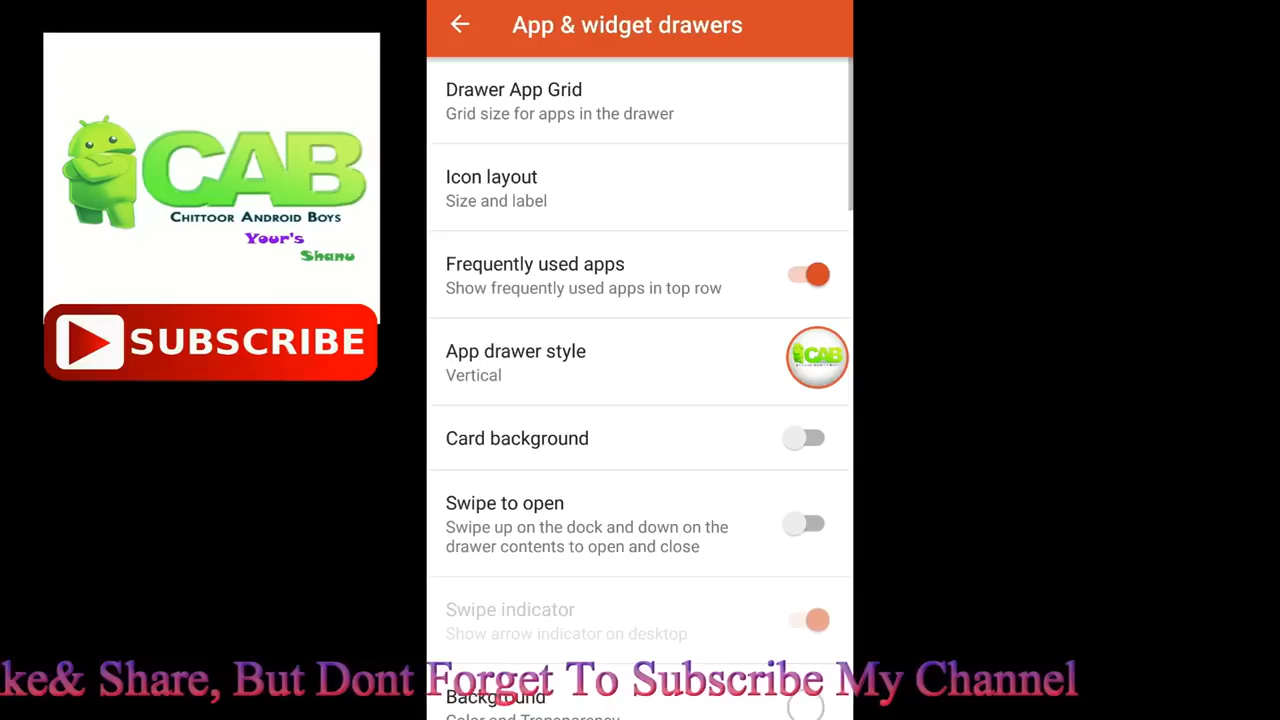 CAB
CHITTOOR ANDROID BOYS
Your's
Shanu
SUBSCRIBE
App & widget drawers
Drawer App Grid
Grid size for apps in the drawer
Icon layout
Size and label
Frequently used apps
Show frequently used apps in top row
App drawer style
Vertical
CAB
Card background
Swipe to open
Swipe up on the dock and down on the
drawer contents to open and close
Swipe indicator
Show arrow indicator on desktop
ke& Share, But Dont Forget To Subscribe My Channel
Background
Color and Transparency